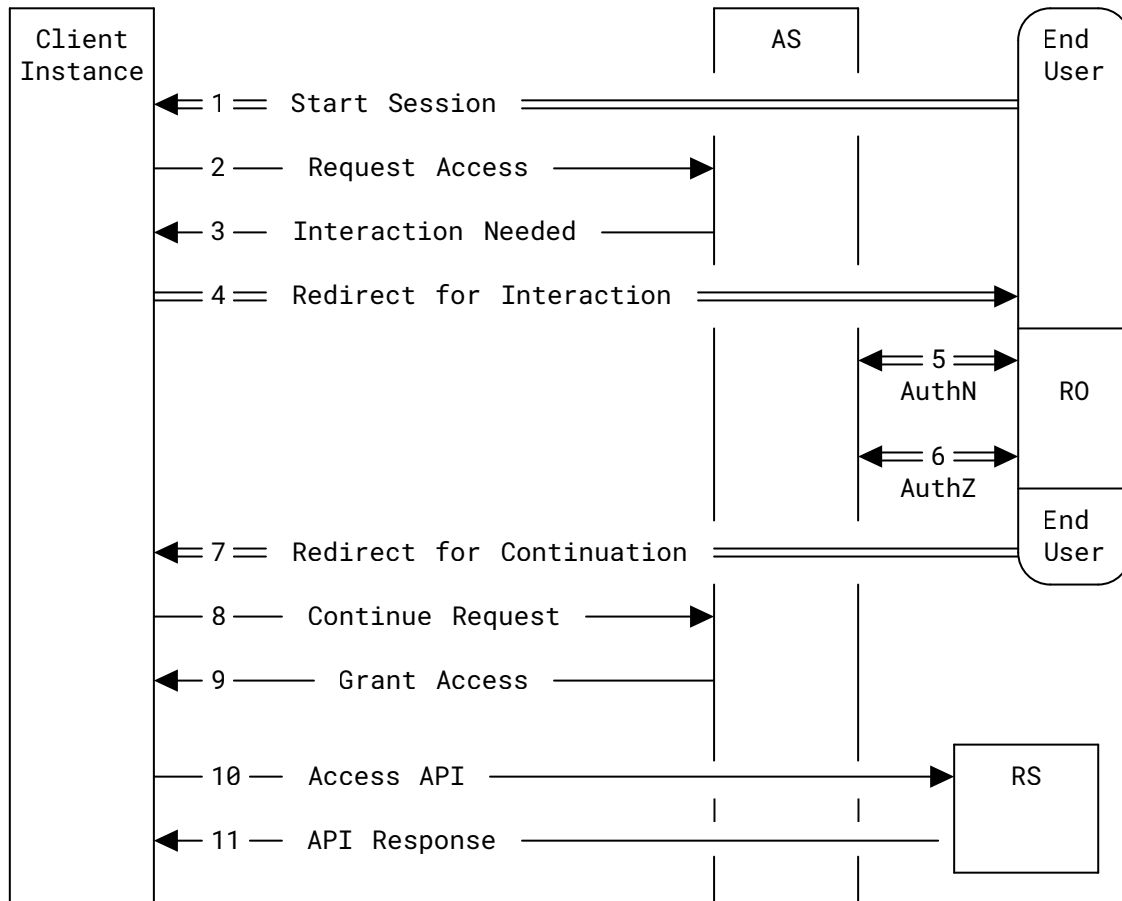 Client
Instance
AS
End
User
1 Start Session
2 Request Access
3 Interaction Needed
4 Redirect for Interaction
5
AuthN
RO
6
AuthZ
End
User
7 Redirect for Continuation
8 Continue Request
9 Grant Access
10 Access API
RS
11 API Response